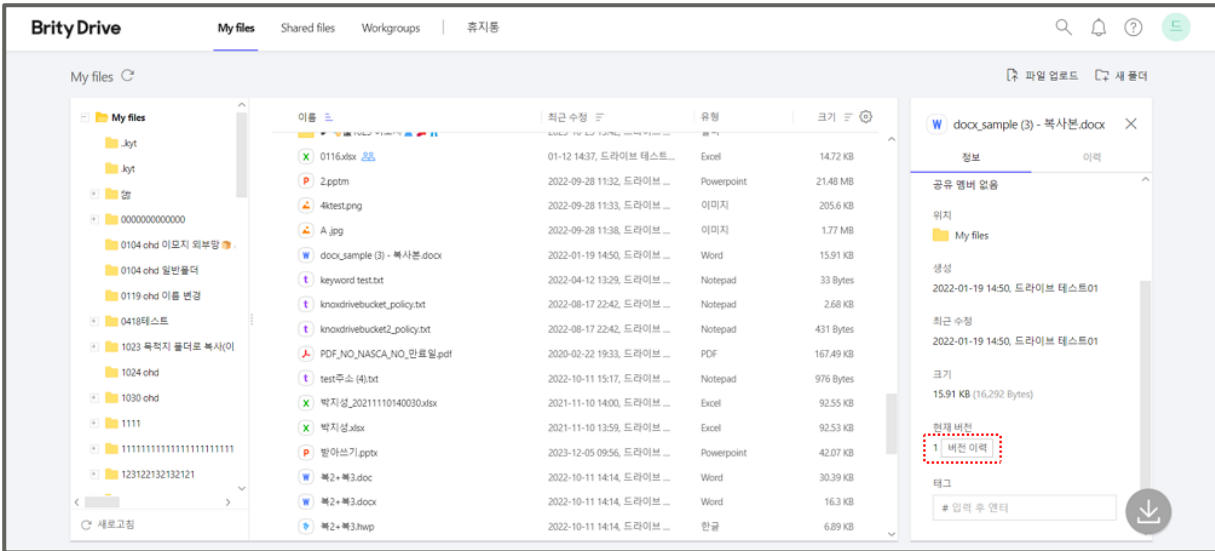 Brity Drive
My files Shared files Workgroups 휴지통
드
My files
파일 업로드 새 폴더
My files
._kyt
.kyt
0000000000000
0104 ohd 이모지 외부망
0104 ohd 일반폴더
0119 ohd 이름 변경
0418테스트
1023 목적지 폴더로 복사(이
1024 ohd
1030 ohd
1111
123122132132121
새로고침
이름 최근 수정 유형 크기
0116.xlsx 01-12 14:37, 드라이브 테스트... Excel 14.72 KB
2.pptm 2022-09-28 11:32, 드라이브 ... Powerpoint 21.48 MB
4ktest.png 2022-09-28 11:33, 드라이브 ... 이미지 205.6 KB
A .jpg 2022-09-28 11:38, 드라이브 ... 이미지 1.77 MB
docx_sample (3) - 복사본.docx 2022-01-19 14:50, 드라이브 ... Word 15.91 KB
keyword test.txt 2022-04-12 13:29, 드라이브 ... Notepad 33 Bytes
knoxdrivebucket_policy.txt 2022-08-17 22:42, 드라이브 ... Notepad 2.68 KB
knoxdrivebucket2_policy.txt 2022-08-17 22:42, 드라이브 ... Notepad 431 Bytes
PDF_NO_NASCA_NO_만료일.pdf 2020-02-22 19:33, 드라이브 ... PDF 167.49 KB
test주소 (4).txt 2022-10-11 15:17, 드라이브 ... Notepad 976 Bytes
박지성_20211110140030.xlsx 2021-11-10 14:00, 드라이브 ... Excel 92.55 KB
박지성.xlsx 2021-11-10 13:59, 드라이브 ... Excel 92.53 KB
받아쓰기.pptx 2023-12-05 09:56, 드라이브 ... Powerpoint 42.07 KB
복2+복3.doc 2022-10-11 14:14, 드라이브 ... Word 30.39 KB
복2+복3.docx 2022-10-11 14:14, 드라이브 ... Word 16.3 KB
복2+복3.hwp 2022-10-11 14:14, 드라이브 ... 한글 6.89 KB
docx_sample (3) - 복사본.docx
정보 이력
공유 멤버 없음
위치
My files
생성
2022-01-19 14:50, 드라이브 테스트01
최근 수정
2022-01-19 14:50, 드라이브 테스트01
크기
15.91 KB (16,292 Bytes)
현재 버전
1 버전 이력
태그
# 입력 후 엔터